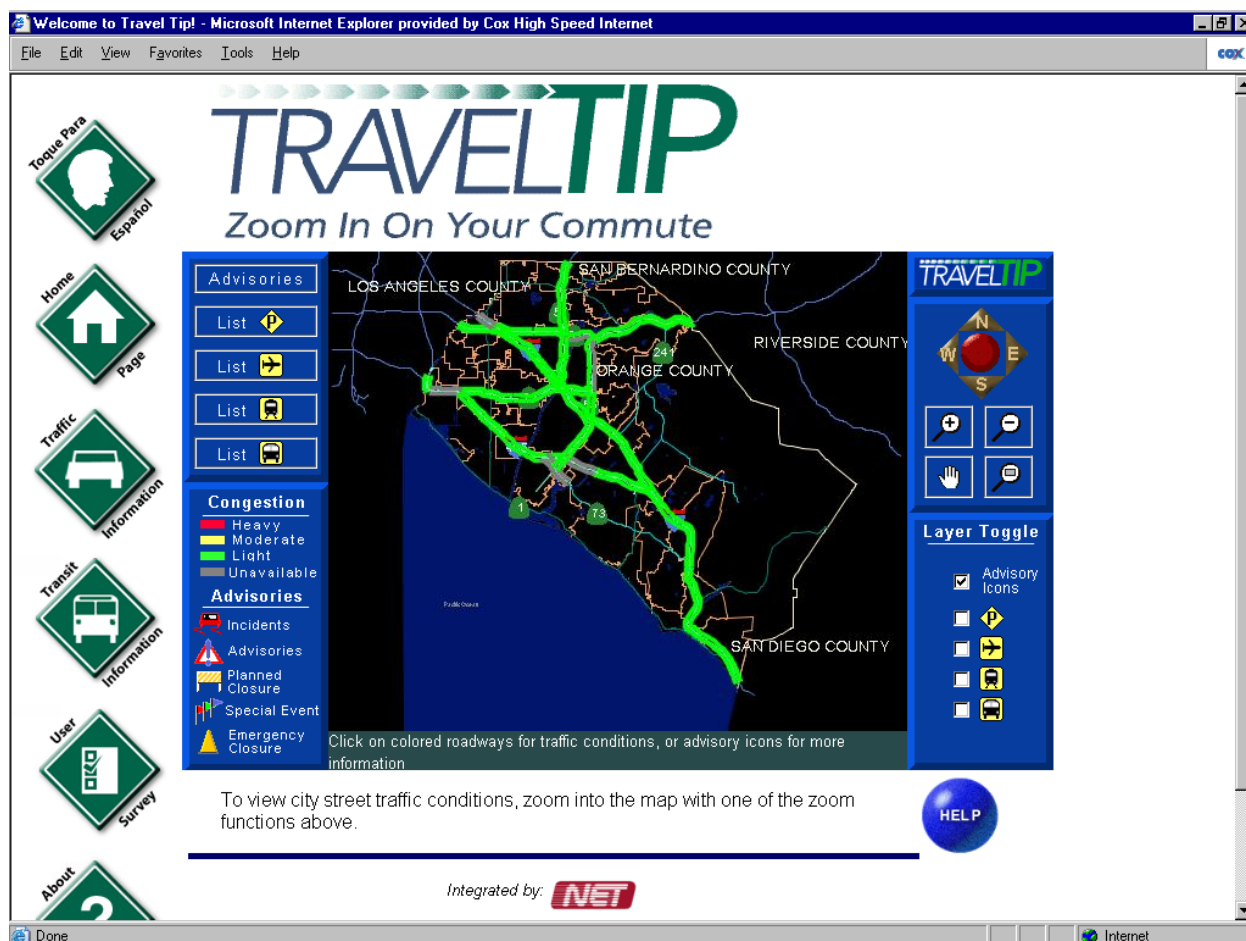 Welcome to Travel Tip! - Microsoft Internet Explorer provided by Cox High Speed Internet
File Edit View Favorites Tools Help
COX
Toque Para
Español
Home
Page
Traffic
Information
Transit
Information
User
Survey
About
?
TRAVELTIP
Zoom In On Your Commute
Advisories
List P
List
List
List
Congestion
Heavy
Moderate
Light
Unavailable
Advisories
Incidents
Advisories
Planned
Closure
Special Event
Emergency
Closure
SAN BERNARDINO COUNTY
LOS ANGELES COUNTY
RIVERSIDE COUNTY
241
ORANGE COUNTY
1
73
Pacific Ocean
SAN DIEGO COUNTY
Click on colored roadways for traffic conditions, or advisory icons for more
information
TRAVELTIP
N
W E
S
Layer Toggle
Advisory
Icons
P
To view city street traffic conditions, zoom into the map with one of the zoom
functions above.
HELP
Integrated by: NET
Done
Internet